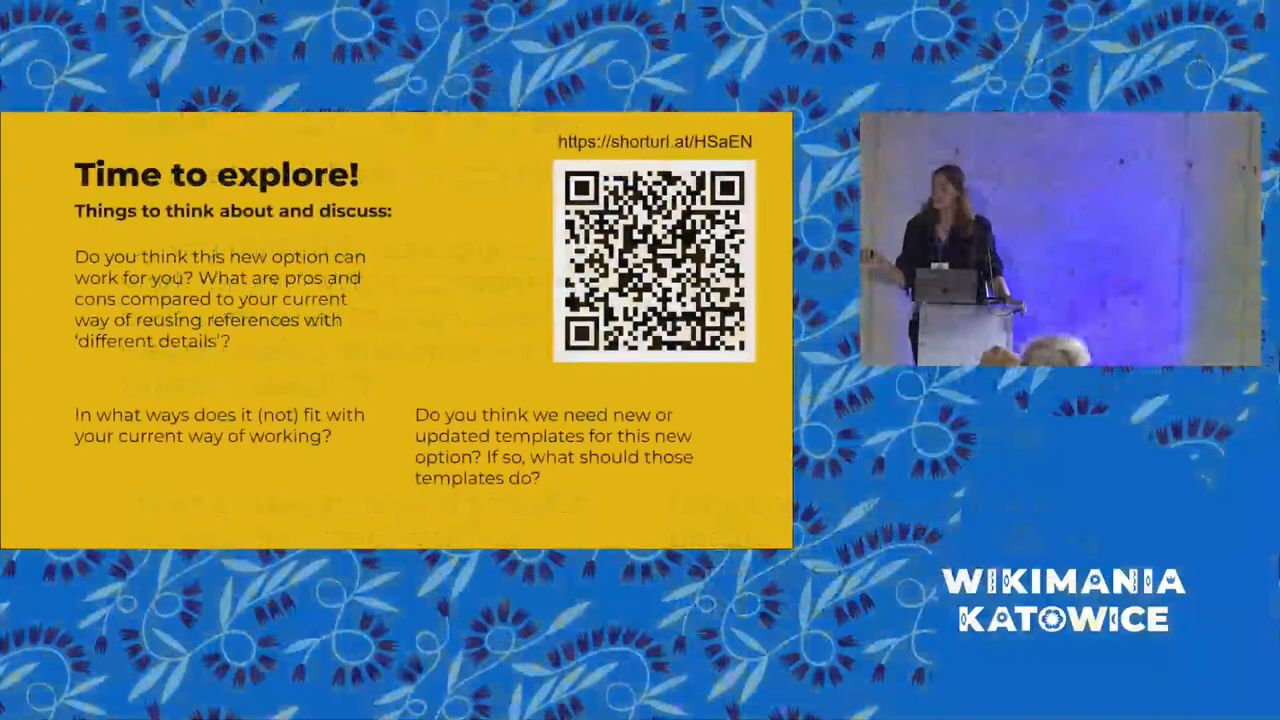 https://shorturl.at/HSaEN
Time to explore!
Things to think about and discuss:
Do you think this new option can
work for you? What are pros and
cons compared to your current
way of reusing references with
‘different details’?
In what ways does it (not) fit with
your current way of working?
Do you think we need new or
updated templates for this new
option? If so, what should those
templates do?
WIKIMANIA
KATOWICE